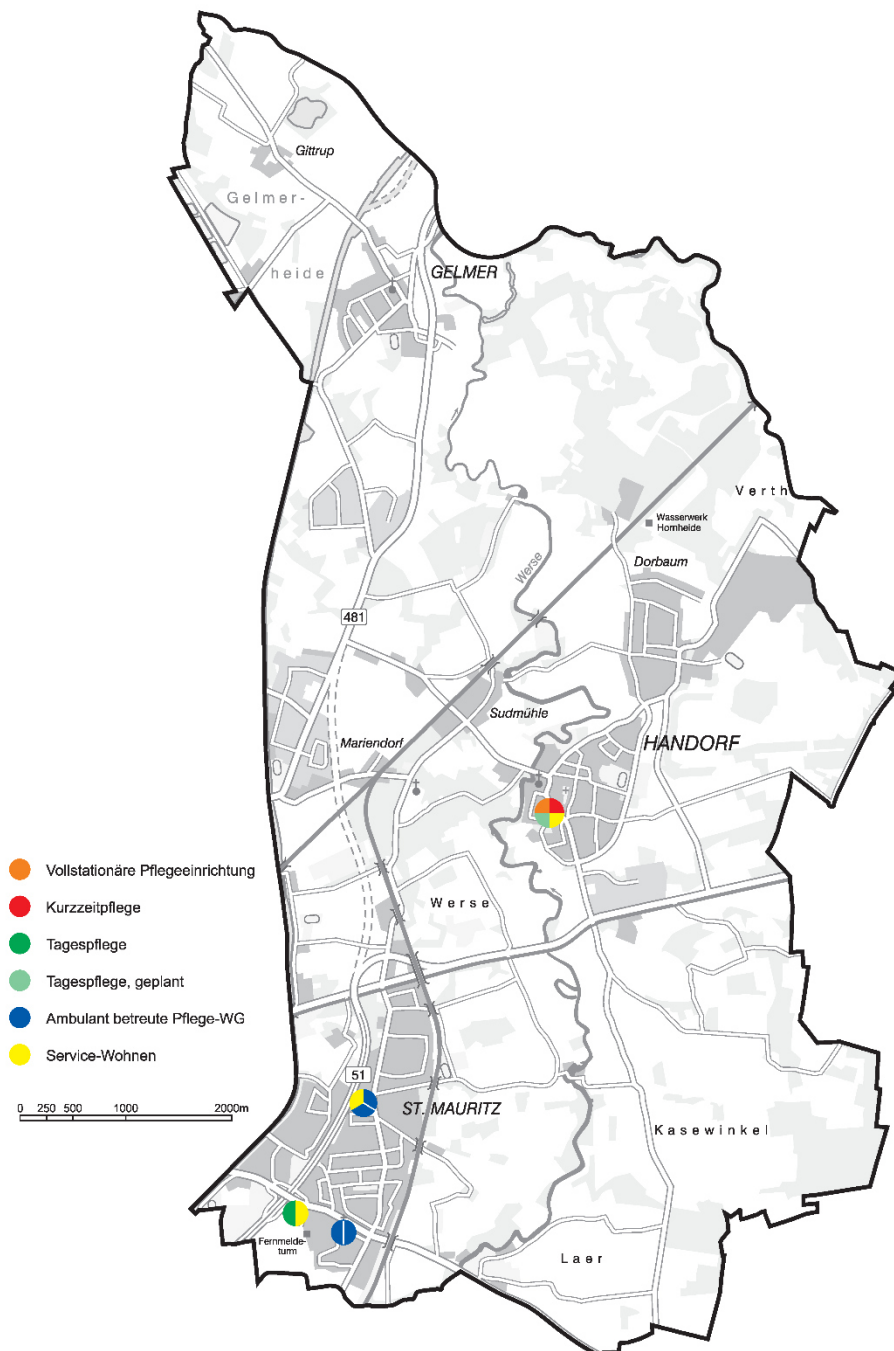 Gittrup
Gelmer-
heide
GELMER
Verth
Wasserwerk
Hornheide
Dorbaum
Werse
481
Sudmühle
Mariendorf
HANDORF
Vollstationäre Pflegeeinrichtung
Kurzzeitpflege
Tagespflege
Tagespflege, geplant
Ambulant betreute Pflege-WG
Service-Wohnen
Werse
0 250 500 1000 2000m
51
ST. MAURITZ
Kasewinkel
Fernmelde-
turm
Laer